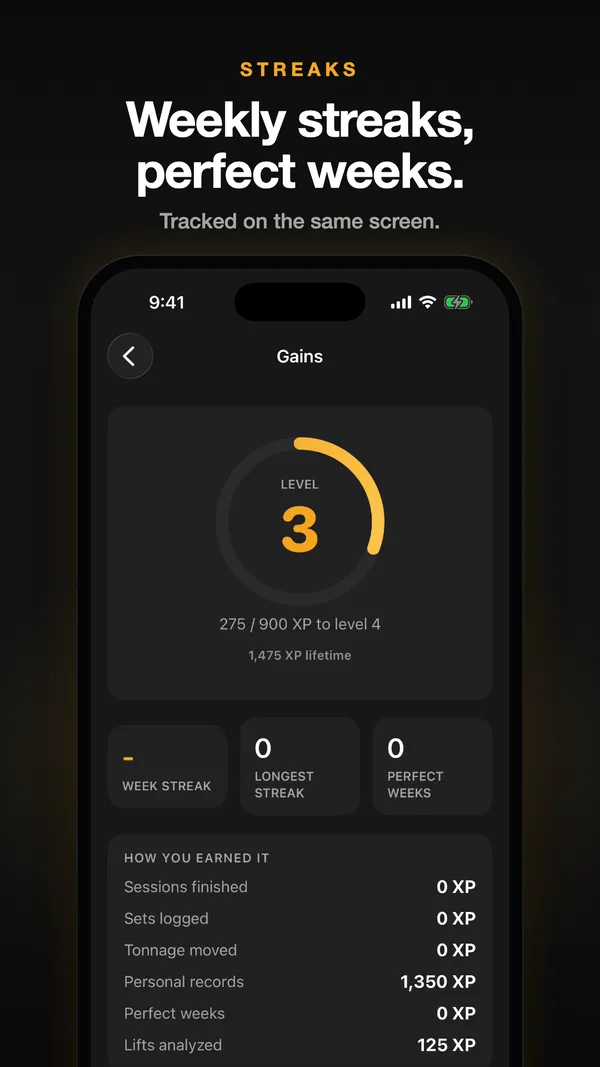 STREAKS
Weekly streaks,
perfect weeks.
Tracked on the same screen.
9:41
Gains
LEVEL
3
275 / 900 XP to level 4
1,475 XP lifetime
-
WEEK STREAK
0
LONGEST
STREAK
0
PERFECT
WEEKS
HOW YOU EARNED IT
Sessions finished 0 XP
Sets logged 0 XP
Tonnage moved 0 XP
Personal records 1,350 XP
Perfect weeks 0 XP
Lifts analyzed 125 XP